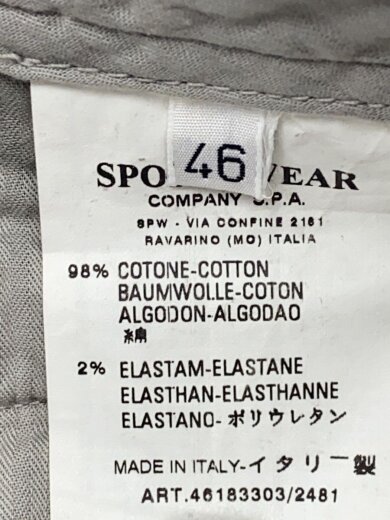 46
SPO WEAR
COMPANY S.P.A.
SPW - VIA CONFINE 2161
RAVARINO (MO) ITALIA
98% COTONE-COTTON
BAUMWOLLE-COTON
ALGODON-ALGODAO
綿
2% ELASTAM-ELASTANE
ELASTHAN-ELASTHANNE
ELASTANO-ポリウレタン
MADE IN ITALY-イタリー製
ART.46183303/2481